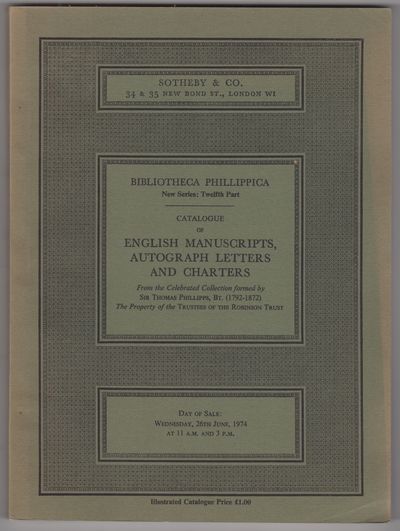 SOTHEBY & CO.
34 & 35 NEW BOND ST., LONDON W1
BIBLIOTHECA PHILLIPPICA
New Series: Twelfth Part
CATALOGUE
OF
ENGLISH MANUSCRIPTS,
AUTOGRAPH LETTERS
AND CHARTERS
From the Celebrated Collection formed by
SIR THOMAS PHILLIPPS, BT. (1792-1872)
The Property of the TRUSTEES OF THE ROBINSON TRUST
DAY OF SALE:
WEDNESDAY, 26TH JUNE, 1974
AT 11 A.M. AND 3 P.M.
Illustrated Catalogue Price £1.00